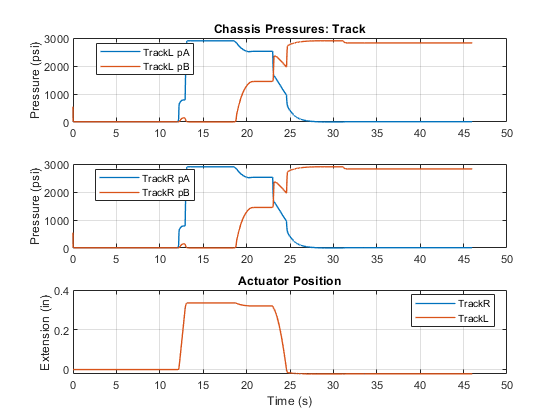 Chassis Pressures: Track
Pressure (psi)
3000
2000
1000
0
TrackL pA
TrackL pB
0 5 10 15 20 25 30 35 40 45 50
Pressure (psi)
3000
2000
1000
0
TrackR pA
TrackR pB
0 5 10 15 20 25 30 35 40 45 50
Actuator Position
Extension (in)
0.4
0.2
0
TrackR
TrackL
0 5 10 15 20 25 30 35 40 45 50
Time (s)